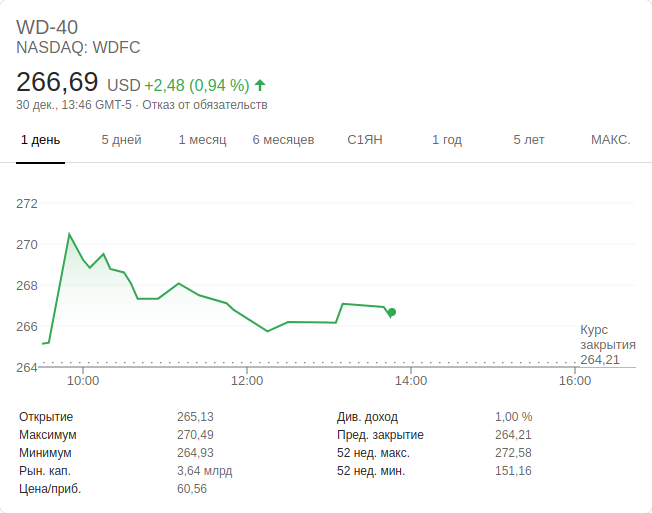 WD-40
NASDAQ: WDFC
266,69 USD +2,48 (0,94 %)
30 дек., 13:46 GMT-5 · Отказ от обязательств
1 день 5 дней 1 месяц 6 месяцев С1ЯН 1 год 5 лет МАКС.
272
270
268
266
264
Курс
закрытия
264,21
10:00 12:00 14:00 16:00
Открытие 265,13 Див. доход 1,00 %
Максимум 270,49 Пред. закрытие 264,21
Минимум 264,93 52 нед. макс. 272,58
Рын. кап. 3,64 млрд 52 нед. мин. 151,16
Цена/приб. 60,56